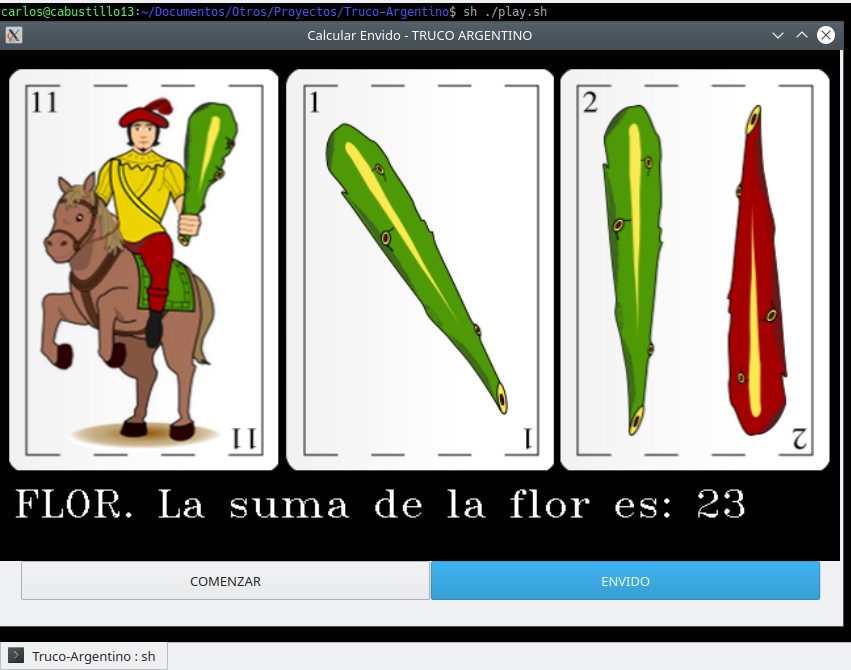 carlos@cabustillo13:~/Documentos/Otros/Proyectos/Truco-Argentino$ sh ./play.sh
Calcular Envido - TRUCO ARGENTINO
11
1
2
11
1
2
FLOR. La suma de la flor es: 23
COMENZAR
ENVIDO
Truco-Argentino : sh